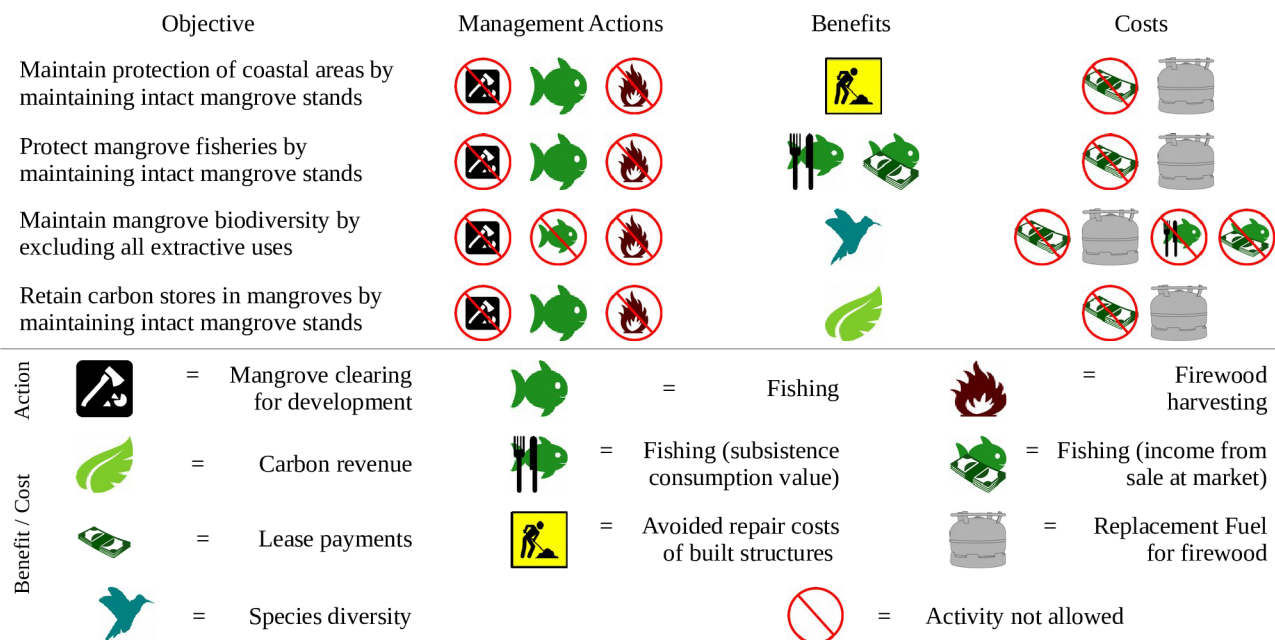 Objective Management Actions Benefits Costs
Maintain protection of coastal areas by
maintaining intact mangrove stands
Protect mangrove fisheries by
maintaining intact mangrove stands
Maintain mangrove biodiversity by
excluding all extractive uses
Retain carbon stores in mangroves by
maintaining intact mangrove stands
Action
= Mangrove clearing
for development
= Fishing
= Firewood
harvesting
Benefit / Cost
= Carbon revenue
= Fishing (subsistence
consumption value)
= Fishing (income from
sale at market)
= Lease payments
= Avoided repair costs
of built structures
= Replacement Fuel
for firewood
= Species diversity
= Activity not allowed